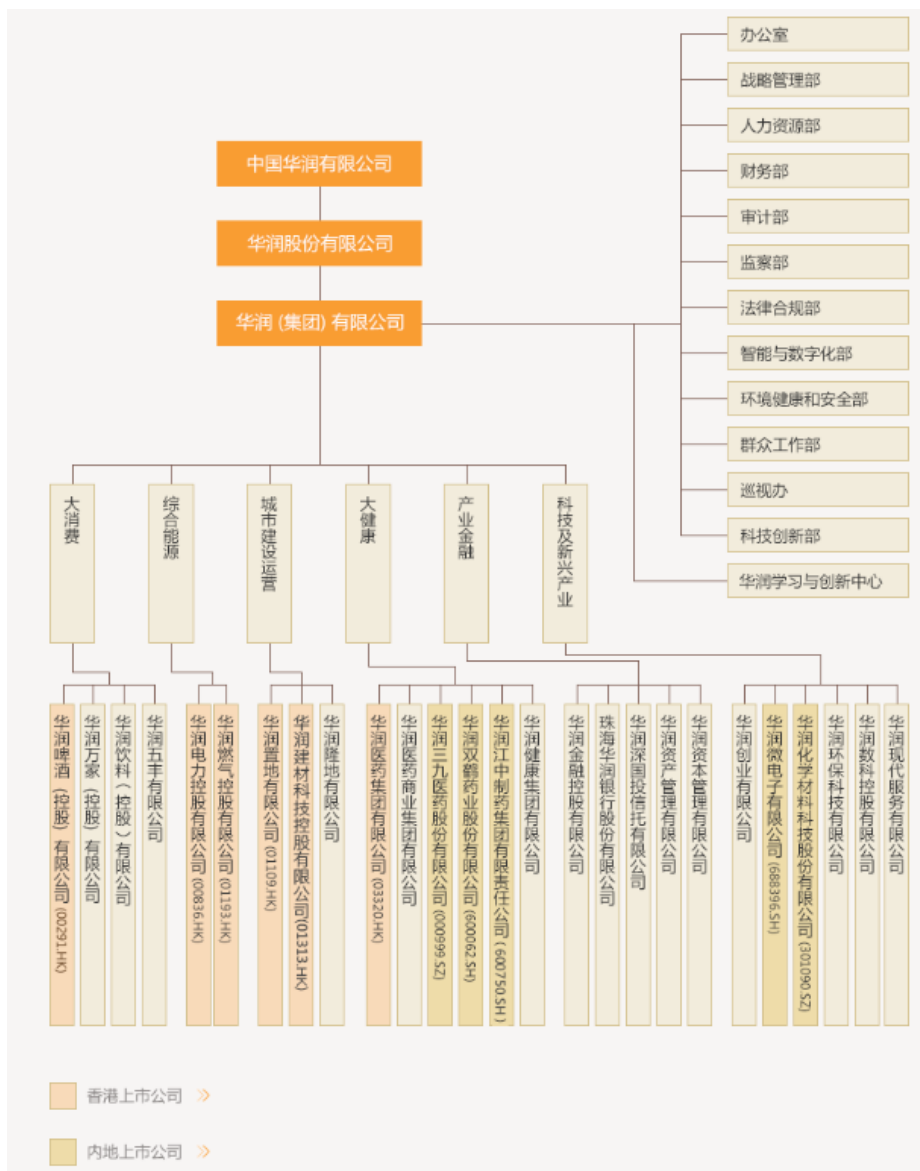 中国华润有限公司
华润股份有限公司
华润 (集团) 有限公司
办公室
战略管理部
人力资源部
财务部
审计部
监察部
法律合规部
智能与数字化部
环境健康和安全部
群众工作部
巡视办
科技创新部
华润学习与创新中心
大消费
综合能源
城市建设运营
大健康
产业金融
科技及新兴产业
华润啤酒（控股）有限公司 (00291.HK)
华润万家（控股）有限公司
华润饮料（控股）有限公司
华润五丰有限公司
华润电力控股有限公司 (00836.HK)
华润燃气控股有限公司 (01193.HK)
华润置地有限公司 (01109.HK)
华润建材科技控股有限公司(01313.HK)
华润隆地有限公司
华润医药集团有限公司 (03320.HK)
华润医药商业集团有限公司
华润三九医药股份有限公司 (000999.SZ)
华润双鹤药业股份有限公司 (600062.SH)
华润江中制药集团有限责任公司 ( 600750.SH )
华润健康集团有限公司
华润金融控股有限公司
珠海华润银行股份有限公司
华润深国投信托有限公司
华润资产管理有限公司
华润资本管理有限公司
华润创业有限公司
华润微电子有限公司 (688396.SH)
华润化学材料科技股份有限公司 (301090.SZ)
华润环保科技有限公司
华润数科控股有限公司
华润现代服务有限公司
香港上市公司
内地上市公司